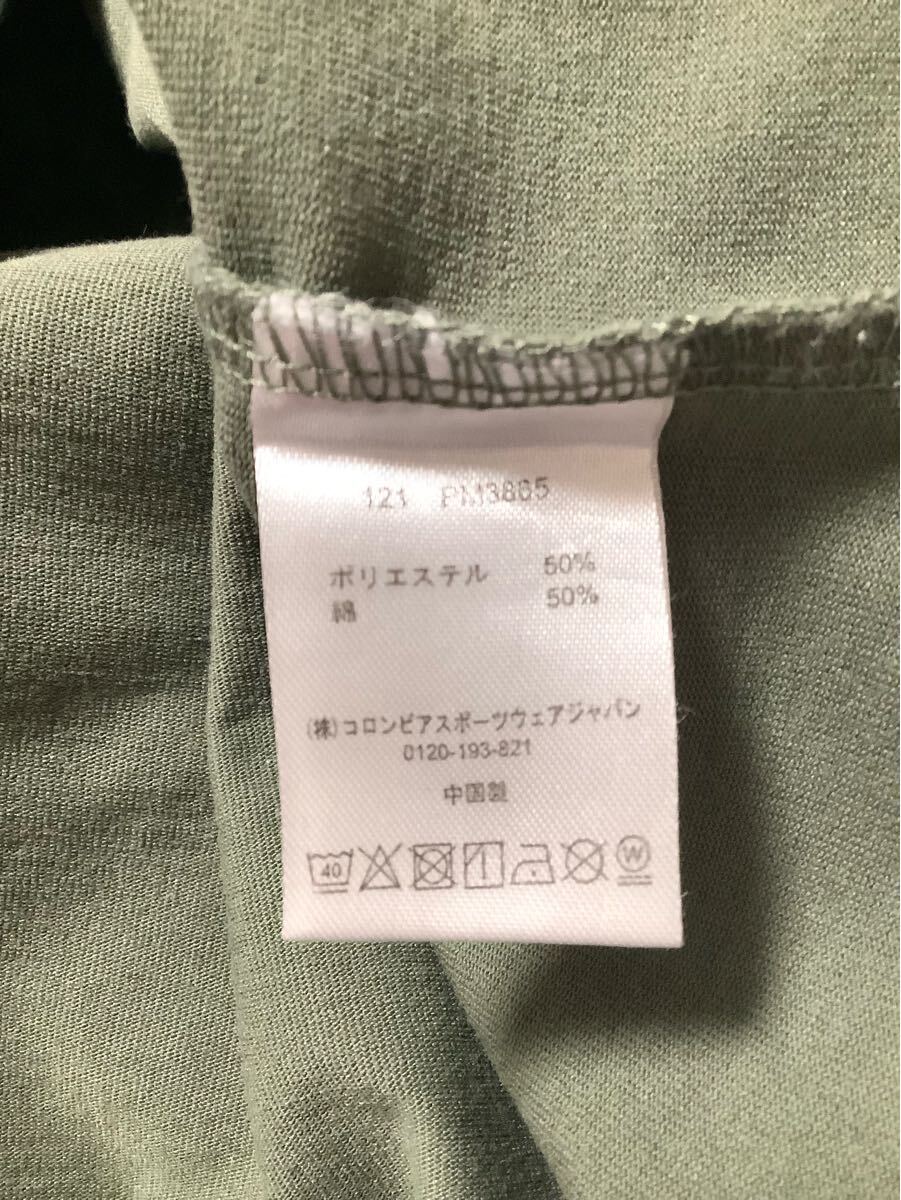 121 PM3865
ポリエステル 50%
綿 50%
(株)コロンビアスポーツウェアジャパン
0120-193-821
中国製
40
W